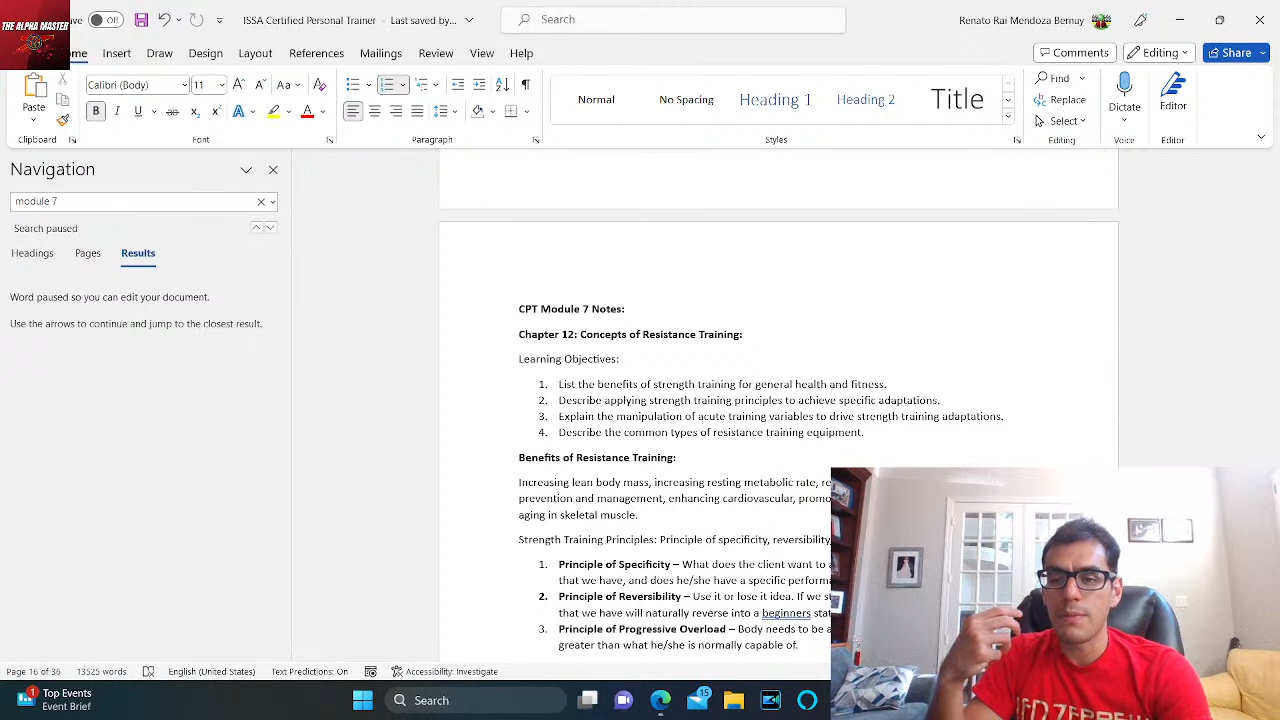 THE ALPHA MASTER
ve
Off
ISSA Certified Personal Trainer - Last saved by...
Search
Renato Rai Mendoza Bernuy
ome
Insert
Draw
Design
Layout
References
Mailings
Review
View
Help
Comments
Editing
Share
Paste
Calibri (Body)
11
Normal
No Spacing
Heading 1
Heading 2
Title
Find
Replace
Select
Dictate
Editor
Clipboard
Font
Paragraph
Styles
Editing
Voice
Editor
Navigation
module 7
Search paused
Headings
Pages
Results
Word paused so you can edit your document.
Use the arrows to continue and jump to the closest result.
CPT Module 7 Notes:
Chapter 12: Concepts of Resistance Training:
Learning Objectives:
1. List the benefits of strength training for general health and fitness.
2. Describe applying strength training principles to achieve specific adaptations.
3. Explain the manipulation of acute training variables to drive strength training adaptations.
4. Describe the common types of resistance training equipment.
Benefits of Resistance Training:
Increasing lean body mass, increasing resting metabolic rate, re
prevention and management, enhancing cardiovascular, promo
aging in skeletal muscle.
Strength Training Principles: Principle of specificity, reversibility,
1. Principle of Specificity – What does the client want to a
that we have, and does he/she have a specific perform
2. Principle of Reversibility – Use it or lose it idea. If we s
that we have will naturally reverse into a beginners stat
3. Principle of Progressive Overload – Body needs to be a
greater than what he/she is normally capable of.
Page 16 of 36
13525 words
English (United States)
Text Predictions: On
Accessibility: Investigate
1
Top Events
Event Brief
Search
15